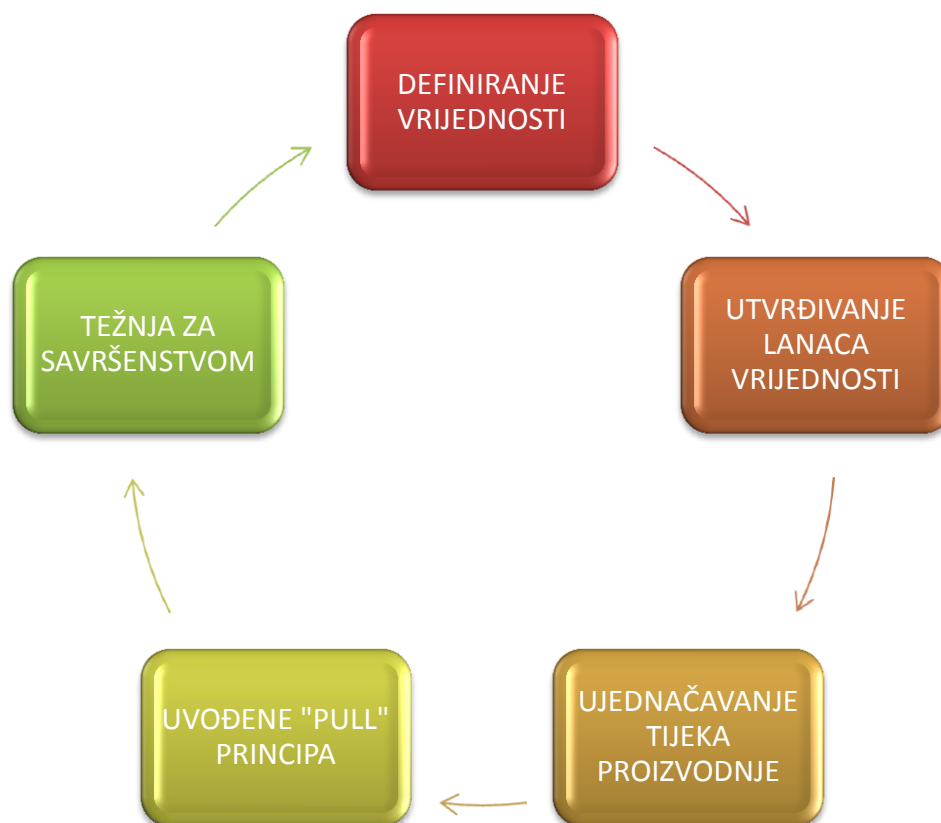 DEFINIRANJE
VRIJEDNOSTI
UTVRĐIVANJE
LANACA
VRIJEDNOSTI
UJEDNAČAVANJE
TIJEKA
PROIZVODNJE
UVOĐENE "PULL"
PRINCIPA
TEŽNJA ZA
SAVRŠENSTVOM